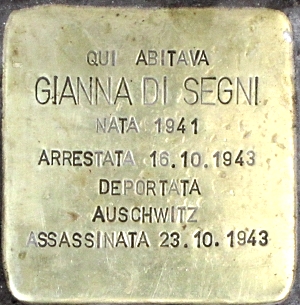 QUI ABITAVA
GIANNA DI SEGNI
NATA 1941
ARRESTATA 16.10.1943
DEPORTATA
AUSCHWITZ
ASSASSINATA 23.10.1943